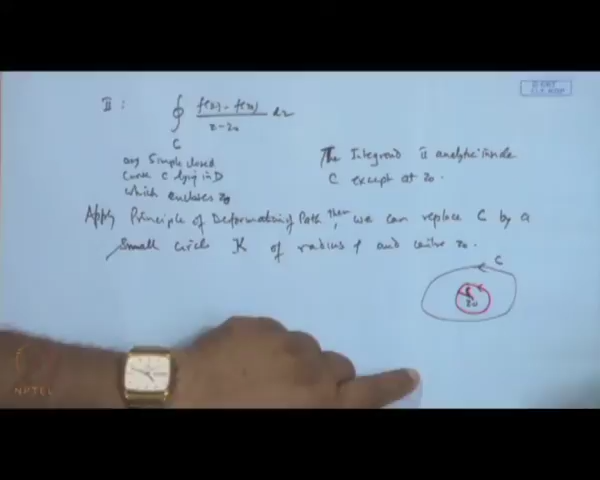 II : ∮ f(z) - f(z0) / z - z0 dz
C
any simple closed
curve C lying in D
which encloses z0
The Integrand is analytic inside
C except at z0.
Apply Principle of Deformation of Path Then, we can replace C by a
small circle K of radius ρ and centre z0.
C
z0
NPTEL